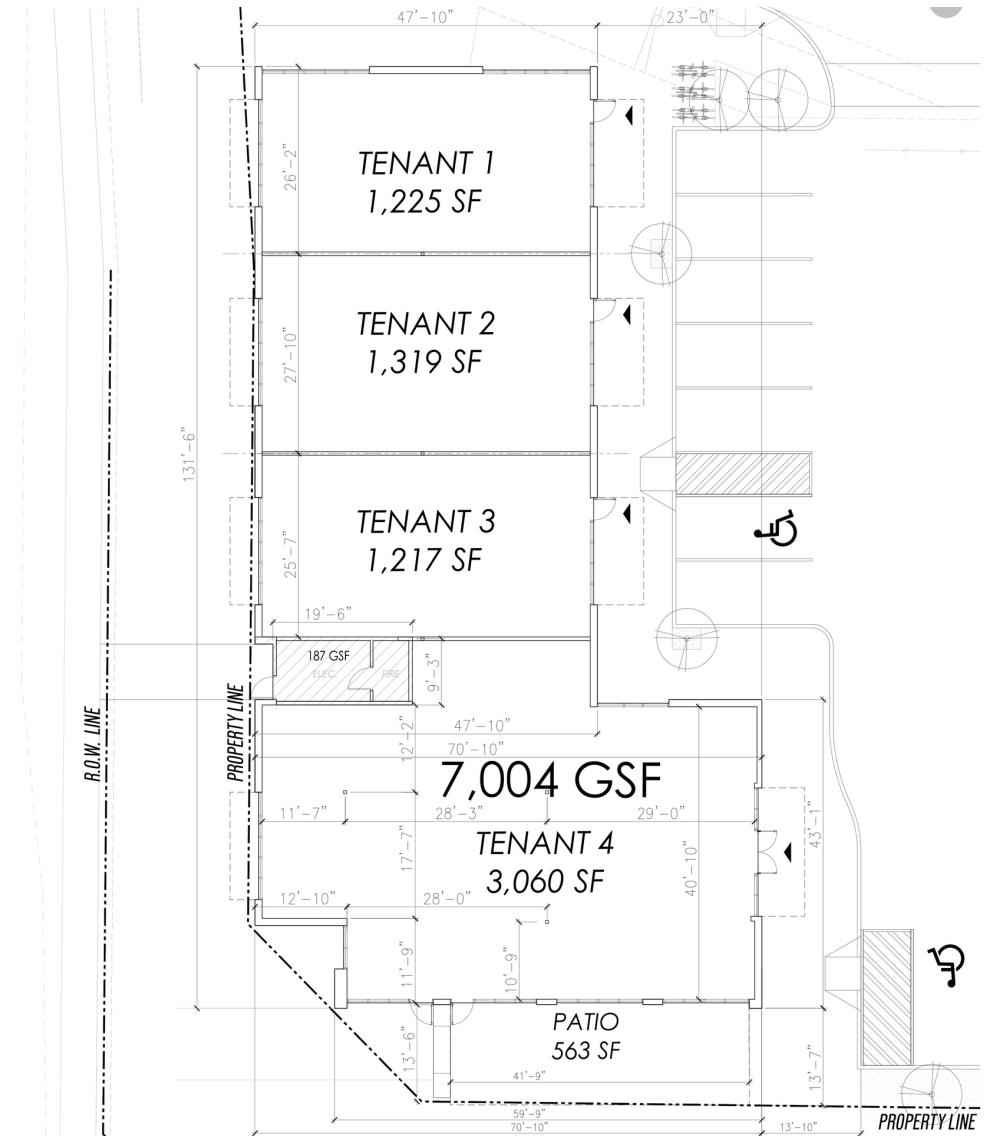 47'-10"
23'-0"
TENANT 1
1,225 SF
26'-2"
TENANT 2
1,319 SF
27'-10"
131'-6"
TENANT 3
1,217 SF
25'-7"
19'-6"
187 GSF
ELEC.
FIRE
9'-3"
R.O.W. LINE
PROPERTY LINE
12'-2"
47'-10"
70'-10"
7,004 GSF
11'-7"
28'-3"
29'-0"
43'-1"
TENANT 4
3,060 SF
17'-7"
40'-10"
12'-10"
28'-0"
11'-9"
10'-9"
PATIO
563 SF
13'-6"
13'-7"
41'-9"
59'-9"
70'-10"
13'-10"
PROPERTY LINE